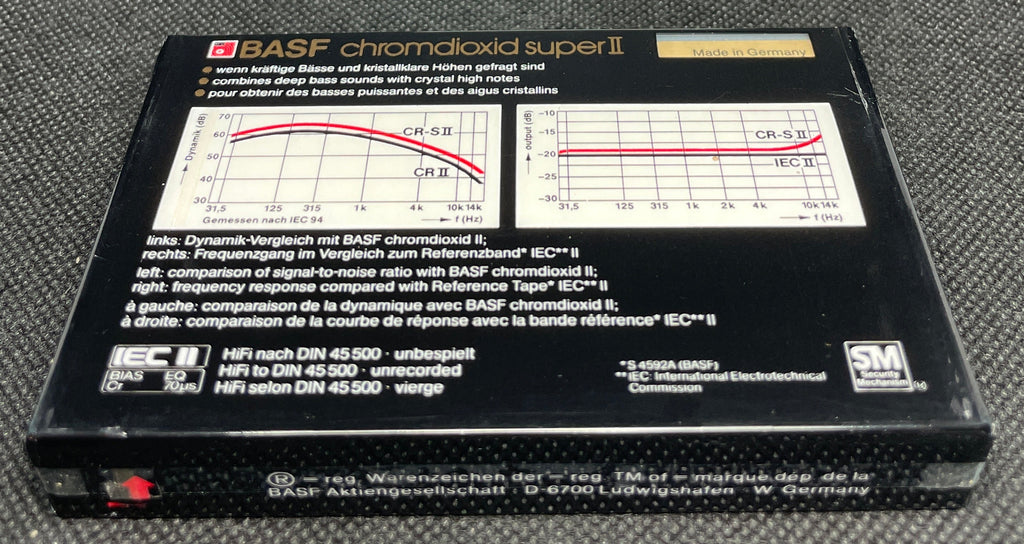 BASF chromdioxid super II
Made in Germany
wenn kräftige Bässe und kristallklare Höhen gefragt sind
combines deep bass sounds with crystal high notes
pour obtenir des basses puissantes et des aigus cristallins
Dynamik (dB)
70
60
50
40
30
CR-S II
CR II
31,5 125 315 1k 4k 10k 14k
Gemessen nach IEC 94
f (Hz)
output (dB)
-10
-15
-20
-25
-30
CR-S II
IEC II
31,5 125 315 1k 2k 4k 10k 14k
f (Hz)
links: Dynamik-Vergleich mit BASF chromdioxid II;
rechts: Frequenzgang im Vergleich zum Referenzband* IEC** II
left: comparison of signal-to-noise ratio with BASF chromdioxid II;
right: frequency response compared with Reference Tape* IEC** II
à gauche: comparaison de la dynamique avec BASF chromdioxid II;
à droite: comparaison de la courbe de réponse avec la bande référence* IEC** II
IEC II
BIAS EQ
Cr 70µs
HiFi nach DIN 45 500 · unbespielt
HiFi to DIN 45 500 · unrecorded
HiFi selon DIN 45 500 · vierge
*S 4592A (BASF)
**IEC: International Electrotechnical
Commission
SM
Security
Mechanism
® – reg. Warenzeichen der – reg. TM of – marque dép. de la
BASF Aktiengesellschaft · D-6700 Ludwigshafen · W. Germany